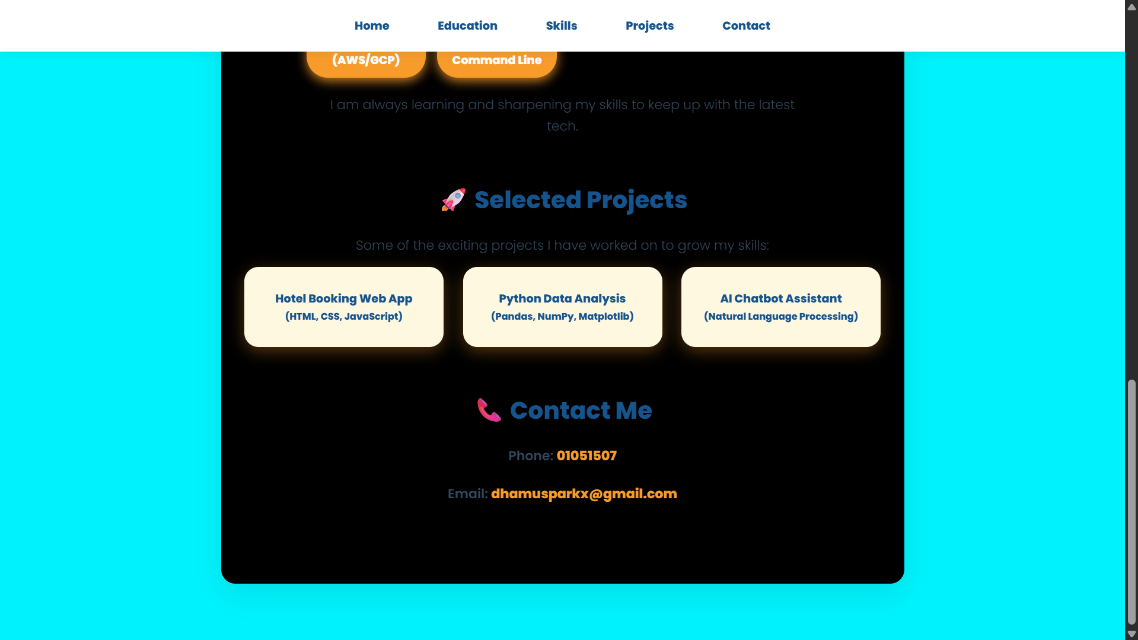 Home Education Skills Projects Contact
(AWS/GCP) Command Line
I am always learning and sharpening my skills to keep up with the latest
tech.
🚀 Selected Projects
Some of the exciting projects I have worked on to grow my skills:
Hotel Booking Web App
(HTML, CSS, JavaScript)
Python Data Analysis
(Pandas, NumPy, Matplotlib)
AI Chatbot Assistant
(Natural Language Processing)
📞 Contact Me
Phone: 01051507
Email: dhamusparkx@gmail.com